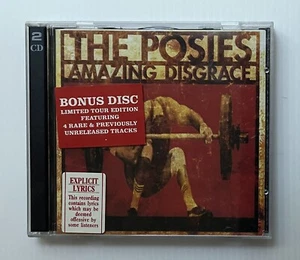 2
CD
THE POSIES
AMAZING DISGRACE
BONUS DISC
LIMITED TOUR EDITION
FEATURING
4 RARE & PREVIOUSLY
UNRELEASED TRACKS
EXPLICIT
LYRICS
This recording
contains lyrics
which may be
deemed
offensive by
some listeners